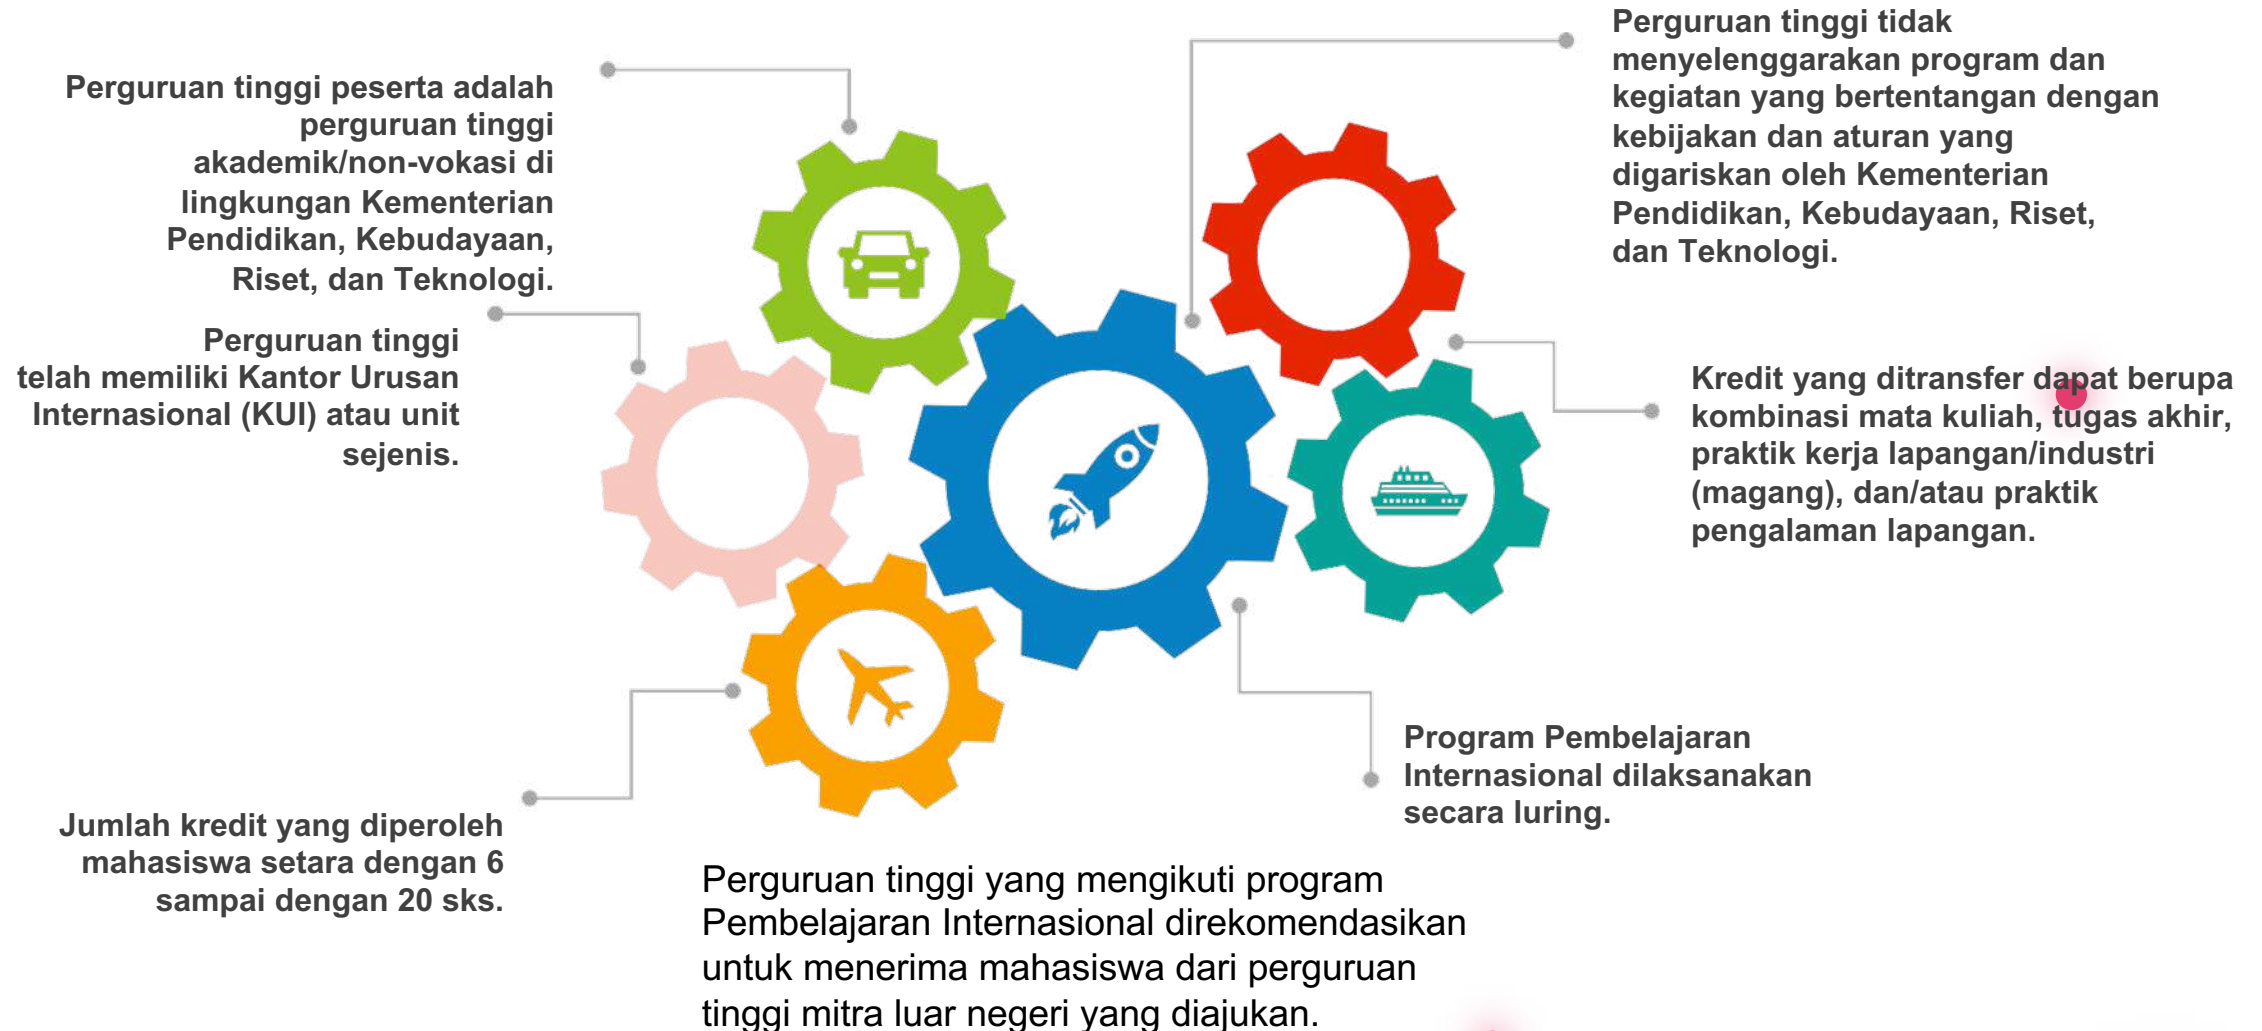 Perguruan tinggi peserta adalah
perguruan tinggi
akademik/non-vokasi di
lingkungan Kementerian
Pendidikan, Kebudayaan,
Riset, dan Teknologi.
Perguruan tinggi
telah memiliki Kantor Urusan
Internasional (KUI) atau unit
sejenis.
Jumlah kredit yang diperoleh
mahasiswa setara dengan 6
sampai dengan 20 sks.
Perguruan tinggi tidak
menyelenggarakan program dan
kegiatan yang bertentangan dengan
kebijakan dan aturan yang
digariskan oleh Kementerian
Pendidikan, Kebudayaan, Riset,
dan Teknologi.
Kredit yang ditransfer dapat berupa
kombinasi mata kuliah, tugas akhir,
praktik kerja lapangan/industri
(magang), dan/atau praktik
pengalaman lapangan.
Program Pembelajaran
Internasional dilaksanakan
secara luring.
Perguruan tinggi yang mengikuti program
Pembelajaran Internasional direkomendasikan
untuk menerima mahasiswa dari perguruan
tinggi mitra luar negeri yang diajukan.